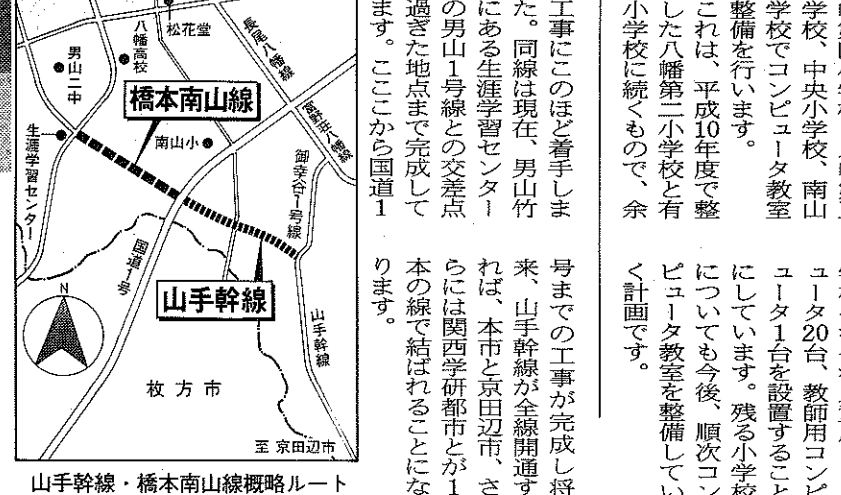 学校、中央小学校、南山
学校でコンピュータ教室
整備を行います。
これは、平成10年度で整
した八幡第二小学校と有
小学校に続くもので、余
ュータ20台、教師用コンピ
ュータ1台を設置すること
にしています。残る小学校
についても今後、順次コン
ピュータ教室を整備してい
く計画です。
工事にこのほど着手しま
た。同線は現在、男山竹
にある生涯学習センター
の男山1号線との交差点
過ぎた地点まで完成して
ます。ここから国道1
号までの工事が完成し将
来、山手幹線が全線開通す
れば、本市と京田辺市、さ
らには関西学研都市とが1
本の線で結ばれることにな
ります。
松花堂
八幡高校
男山二中
長尾八幡線
富野荘八幡線
橋本南山線
南山小
生涯学習センター
御幸谷1号線
国道1号
山手幹線
山手幹線
N
枚方市
至 京田辺市
山手幹線・橋本南山線概略ルート